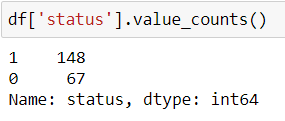 df['status'].value_counts()
1    148
0     67
Name: status, dtype: int64